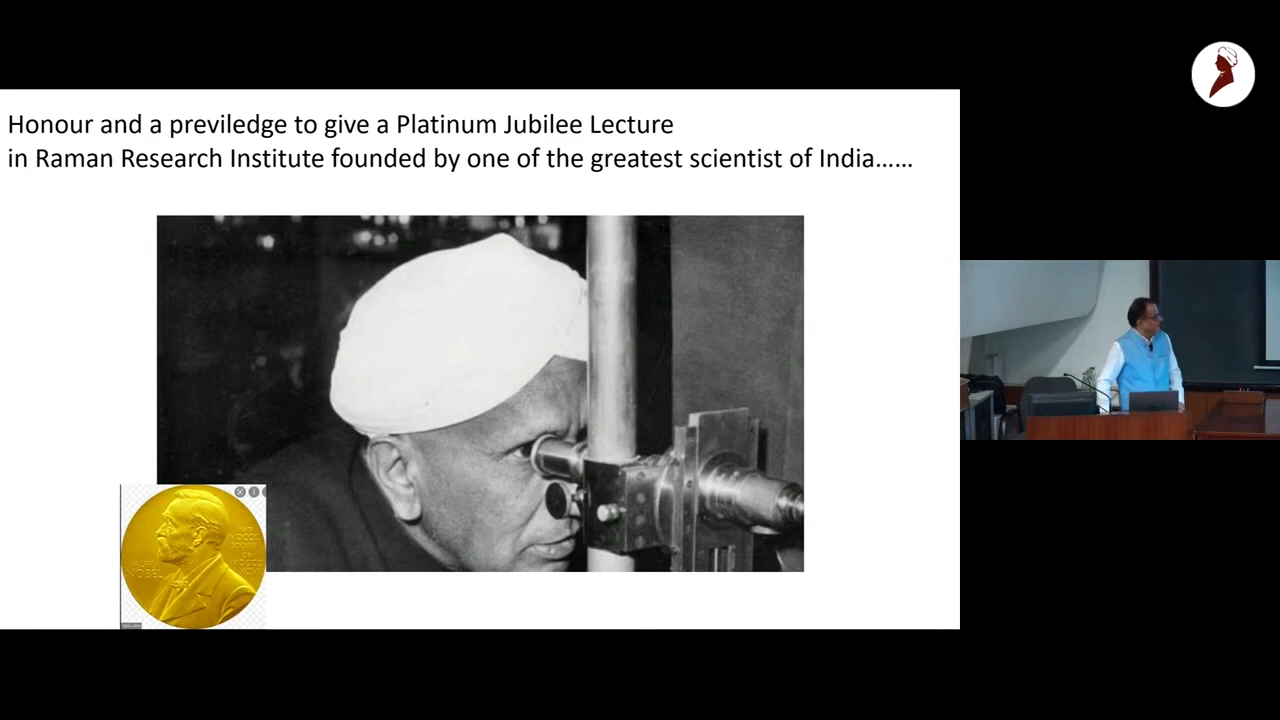 Honour and a previledge to give a Platinum Jubilee Lecture
in Raman Research Institute founded by one of the greatest scientist of India......